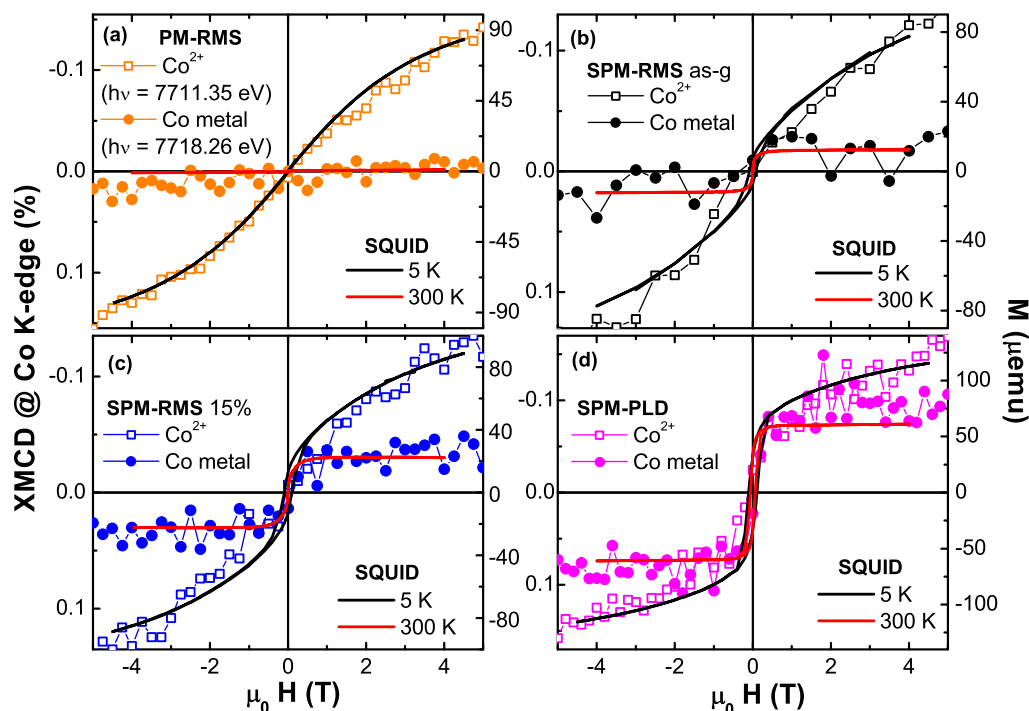 XMCD @ Co K-edge (%)
M (μemu)
(a)
PM-RMS
Co2+
(hν = 7711.35 eV)
Co metal
(hν = 7718.26 eV)
SQUID
5 K
300 K
-0.1
0.0
0.1
90
45
0
-45
-90
(b)
SPM-RMS as-g
Co2+
Co metal
SQUID
5 K
300 K
-0.1
0.0
0.1
80
40
0
-40
-80
(c)
SPM-RMS 15%
Co2+
Co metal
SQUID
5 K
300 K
-0.1
0.0
0.1
80
40
0
-40
-80
-4
-2
0
2
4
μ0 H (T)
(d)
SPM-PLD
Co2+
Co metal
SQUID
5 K
300 K
-0.1
0.0
0.1
100
50
0
-50
-100
-4
-2
0
2
4
μ0 H (T)